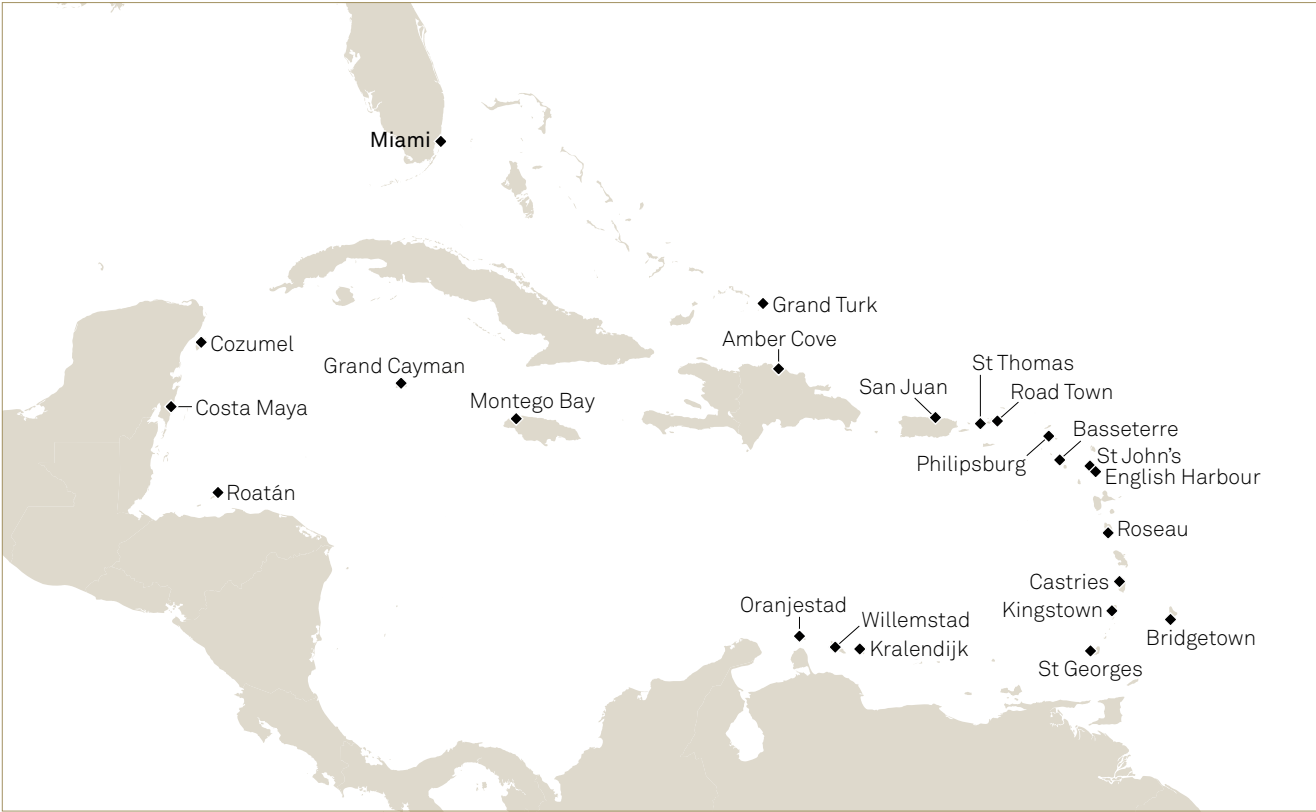 Miami
Grand Turk
Amber Cove
Cozumel
Grand Cayman
St Thomas
San Juan
Road Town
Montego Bay
Costa Maya
Basseterre
St John’s
Philipsburg
English Harbour
Roatán
Roseau
Castries
Oranjestad
Kingstown
Willemstad
Bridgetown
Kralendijk
St Georges